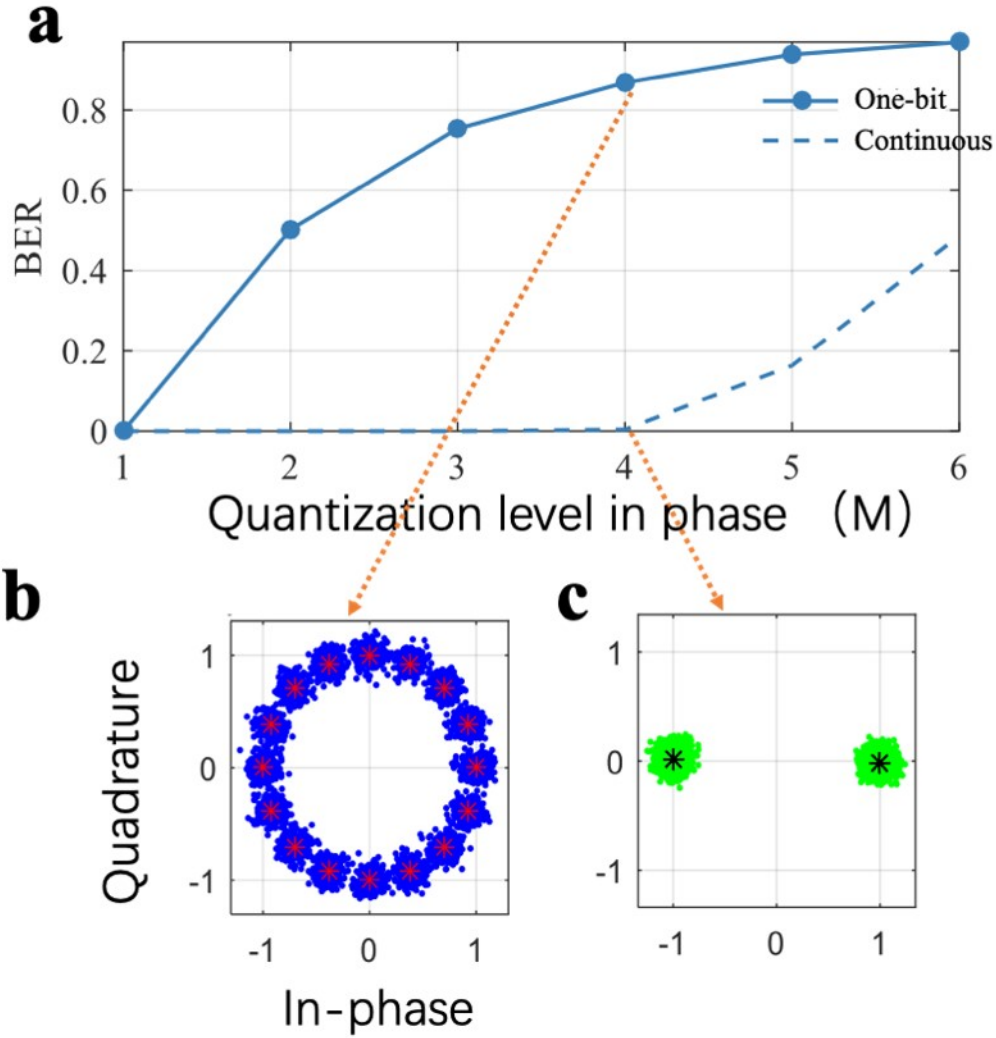 a
BER
0.8
0.6
0.4
0.2
0
1 2 3 4 5 6
One-bit
Continuous
Quantization level in phase （M）
b
Quadrature
1
0
-1
-1 0 1
In-phase
c
1
0
-1
-1 0 1